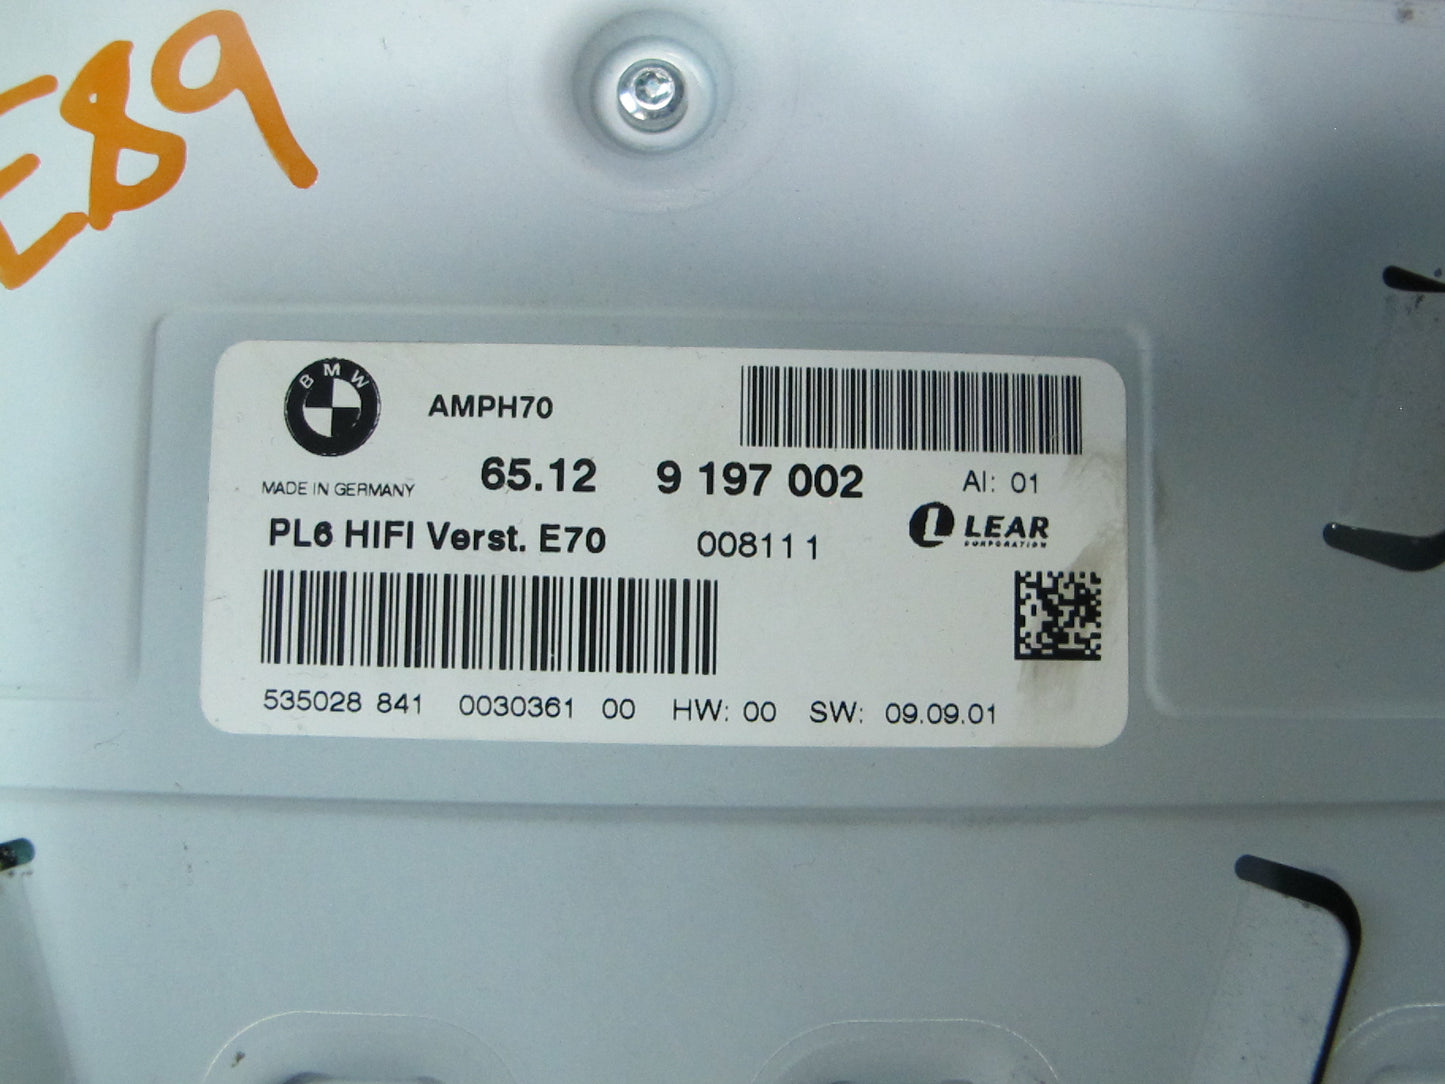 E89
BMW
AMPH70
65.12 9 197 002 AI: 01
MADE IN GERMANY
PL6 HIFI Verst. E70 008111 LEAR
CORPORATION
535028 841 0030361 00 HW: 00 SW: 09.09.01